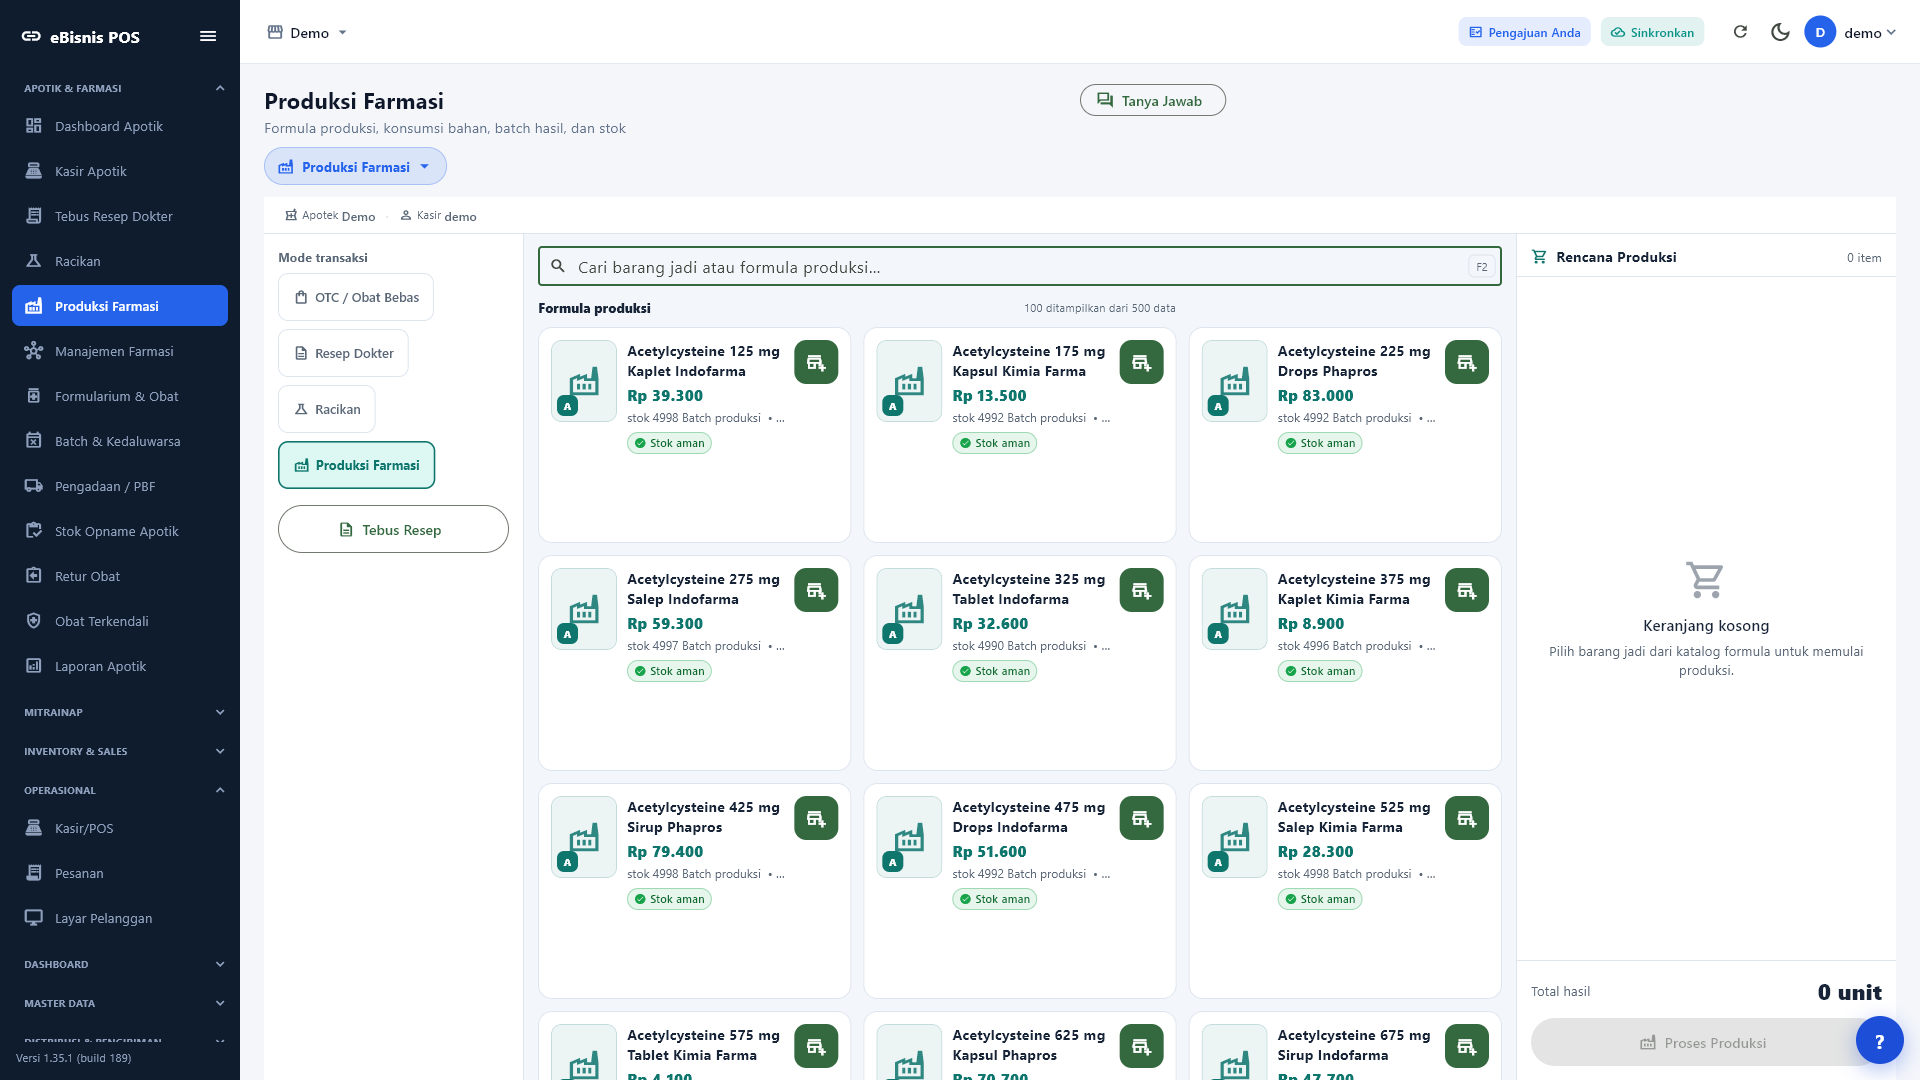 eBisnis POS
APOTIK & FARMASI
Dashboard Apotik
Kasir Apotik
Tebus Resep Dokter
Racikan
Produksi Farmasi
Manajemen Farmasi
Formularium & Obat
Batch & Kedaluwarsa
Pengadaan / PBF
Stok Opname Apotik
Retur Obat
Obat Terkendali
Laporan Apotik
MITRAINAP
INVENTORY & SALES
OPERASIONAL
Kasir/POS
Pesanan
Layar Pelanggan
DASHBOARD
MASTER DATA
DISTRIBUSI & PENGIRIMAN
Versi 1.35.1 (build 189)
Demo
Pengajuan Anda
Sinkronkan
D
demo
Produksi Farmasi
Formula produksi, konsumsi bahan, batch hasil, dan stok
Tanya Jawab
Produksi Farmasi
Apotek Demo · Kasir demo
Mode transaksi
OTC / Obat Bebas
Resep Dokter
Racikan
Produksi Farmasi
Tebus Resep
Cari barang jadi atau formula produksi...
F2
Formula produksi
100 ditampilkan dari 500 data
Acetylcysteine 125 mg
Kaplet Indofarma
Rp 39.300
stok 4998 Batch produksi • ...
A
Stok aman
Acetylcysteine 175 mg
Kapsul Kimia Farma
Rp 13.500
stok 4992 Batch produksi • ...
A
Stok aman
Acetylcysteine 225 mg
Drops Phapros
Rp 83.000
stok 4992 Batch produksi • ...
A
Stok aman
Acetylcysteine 275 mg
Salep Indofarma
Rp 59.300
stok 4997 Batch produksi • ...
A
Stok aman
Acetylcysteine 325 mg
Tablet Indofarma
Rp 32.600
stok 4990 Batch produksi • ...
A
Stok aman
Acetylcysteine 375 mg
Kaplet Kimia Farma
Rp 8.900
stok 4996 Batch produksi • ...
A
Stok aman
Acetylcysteine 425 mg
Sirup Phapros
Rp 79.400
stok 4998 Batch produksi • ...
A
Stok aman
Acetylcysteine 475 mg
Drops Indofarma
Rp 51.600
stok 4992 Batch produksi • ...
A
Stok aman
Acetylcysteine 525 mg
Salep Kimia Farma
Rp 28.300
stok 4998 Batch produksi • ...
A
Stok aman
Acetylcysteine 575 mg
Tablet Kimia Farma
Rp 4.100
Acetylcysteine 625 mg
Kapsul Phapros
Rp 70.700
Acetylcysteine 675 mg
Sirup Indofarma
Rp 47.700
Rencana Produksi
0 item
Keranjang kosong
Pilih barang jadi dari katalog formula untuk memulai
produksi.
Total hasil
0 unit
Proses Produksi
?